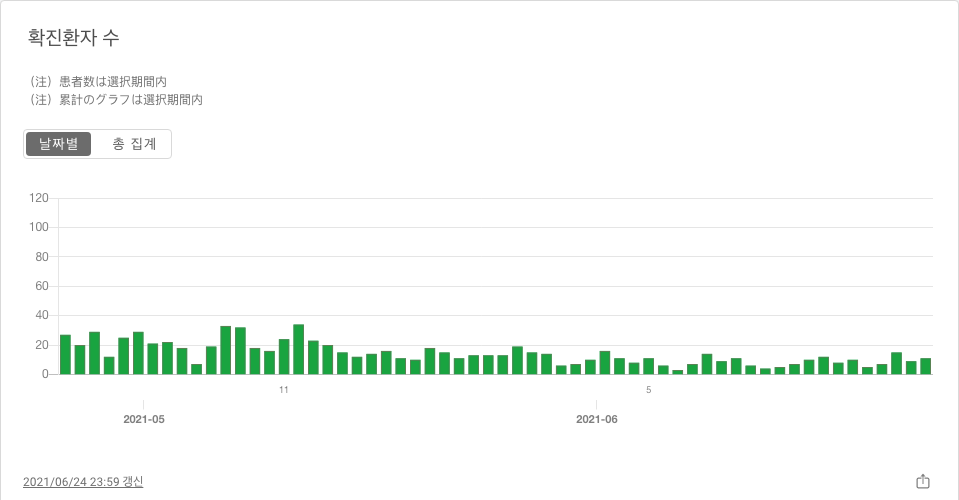 확진환자 수
（注）患者数は選択期間内
（注）累計のグラフは選択期間内
날짜별 총 집계
120
100
80
60
40
20
0
11 5
2021-05 2021-06
2021/06/24 23:59 갱신